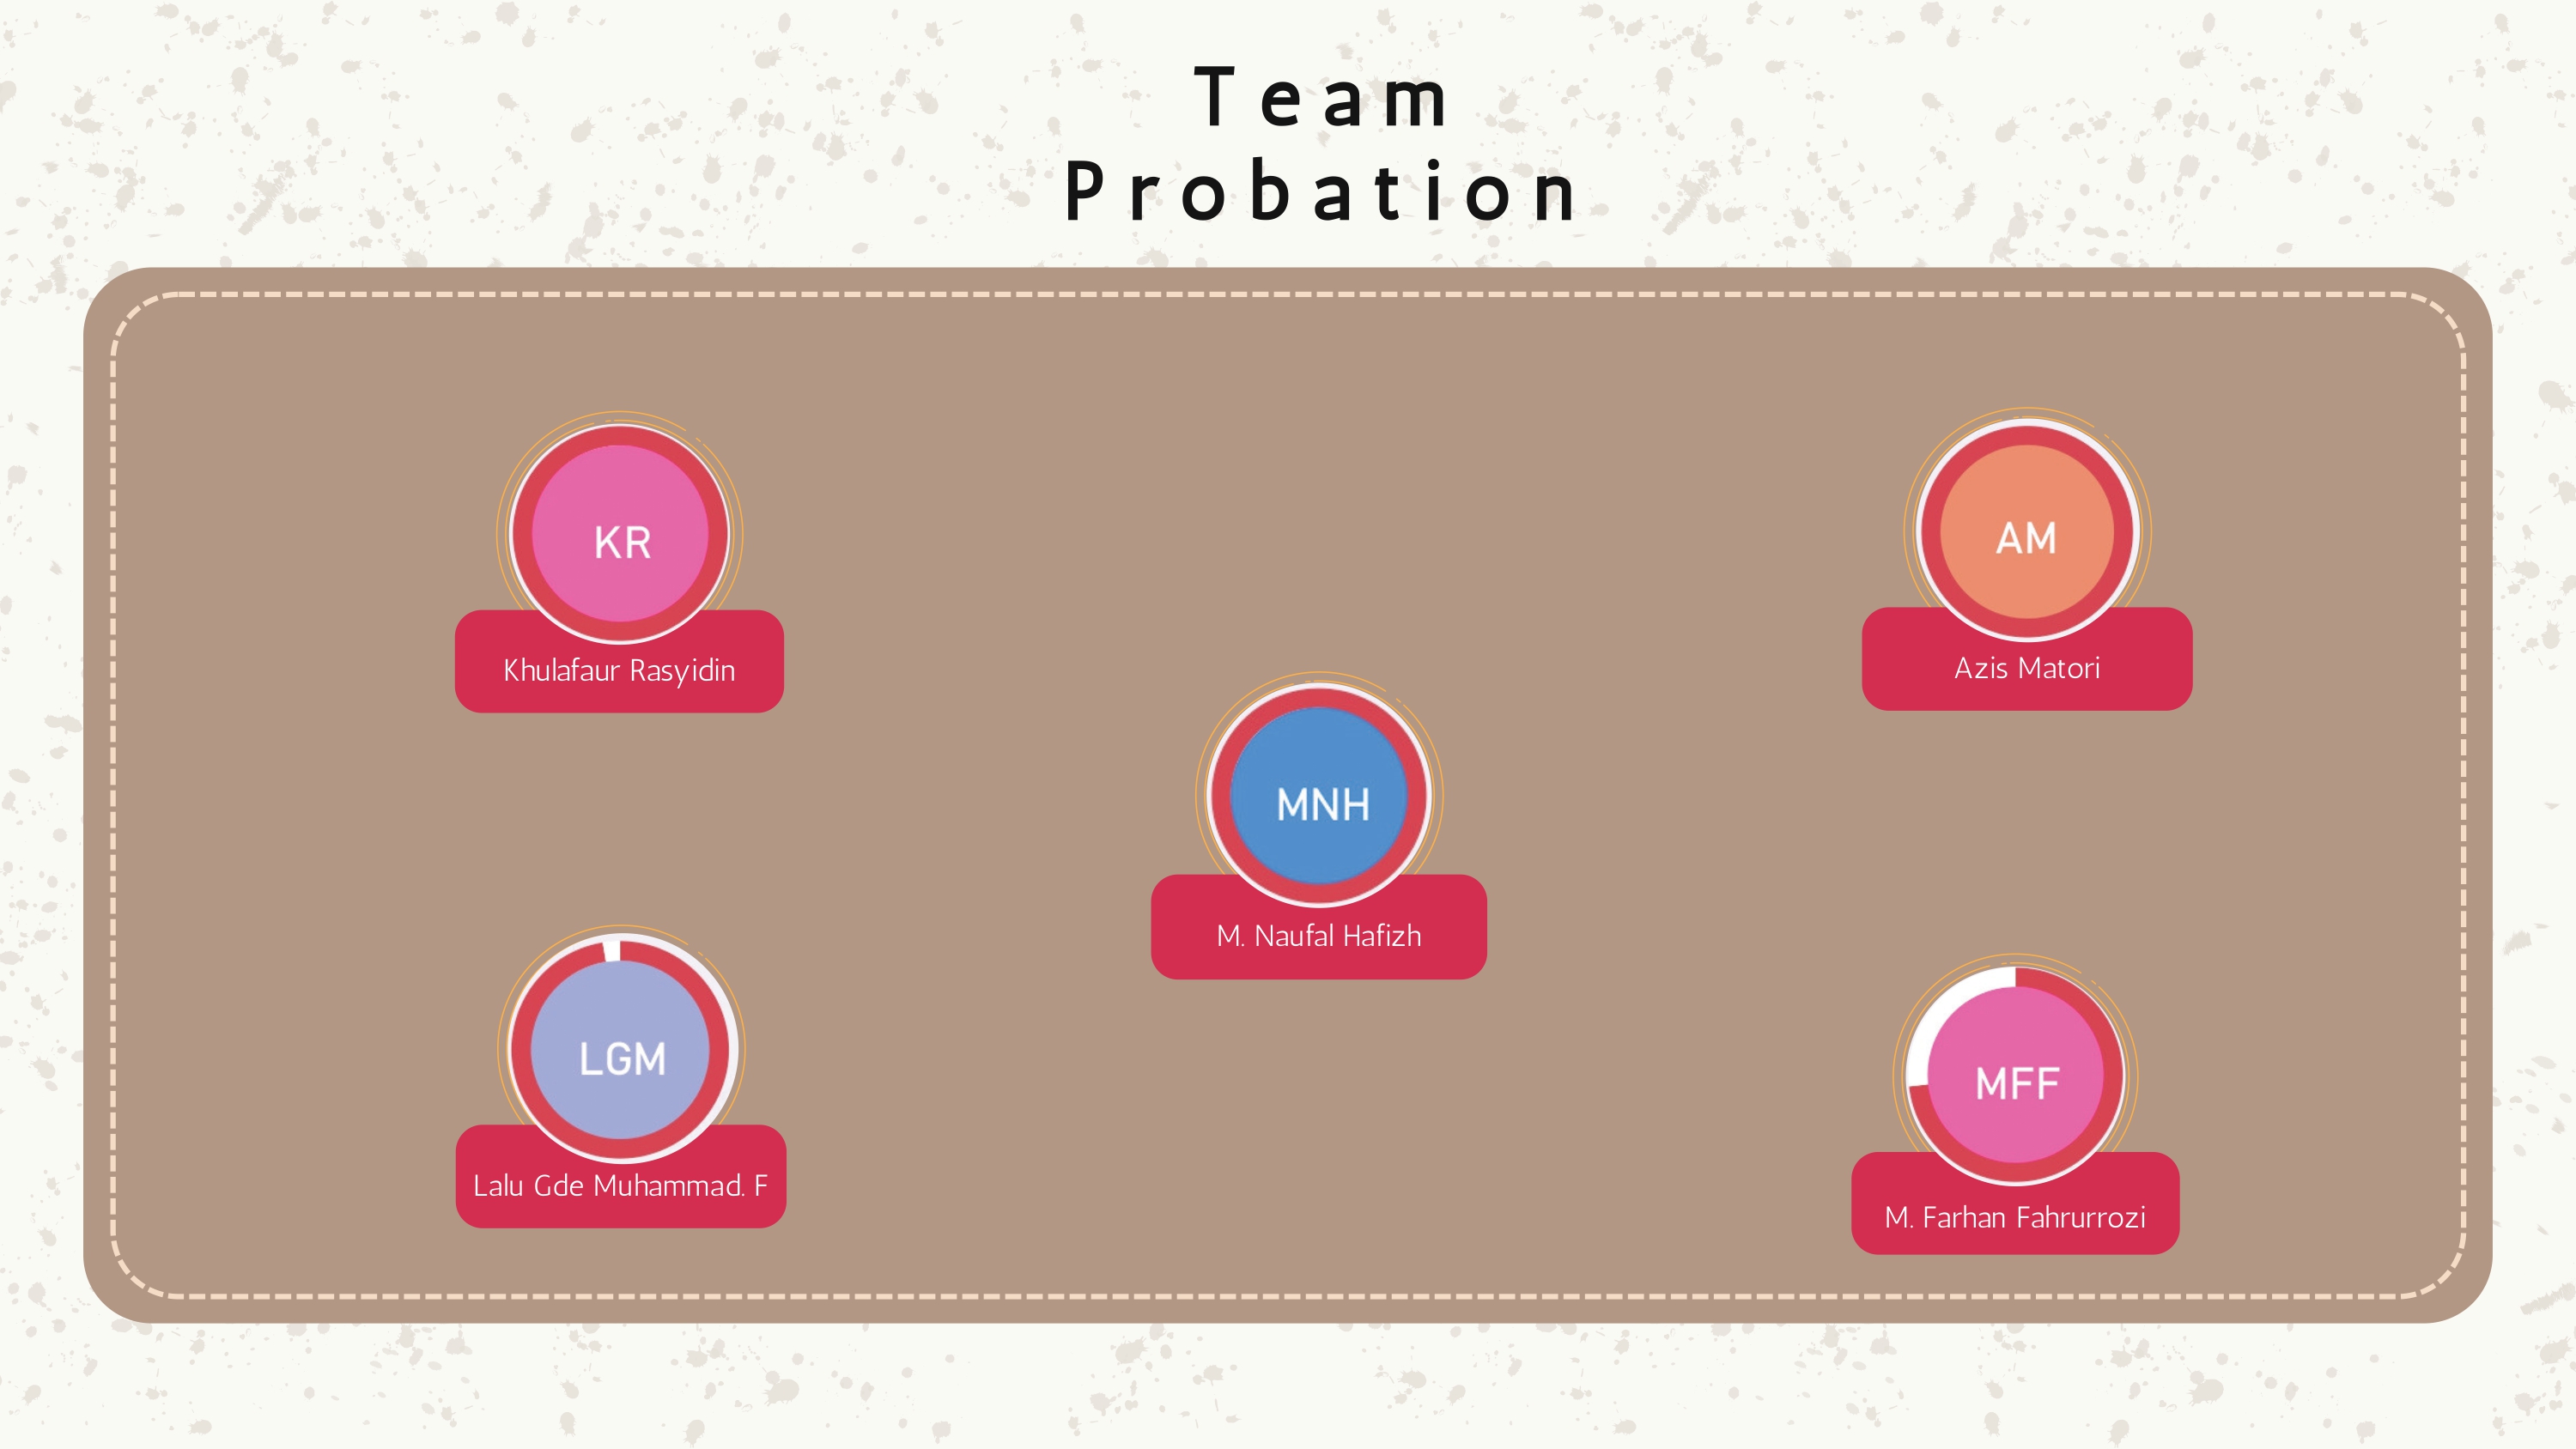 Team
Probation
KR
Khulafaur Rasyidin
AM
Azis Matori
MNH
M. Naufal Hafizh
LGM
Lalu Gde Muhammad. F
MFF
M. Farhan Fahrurrozi